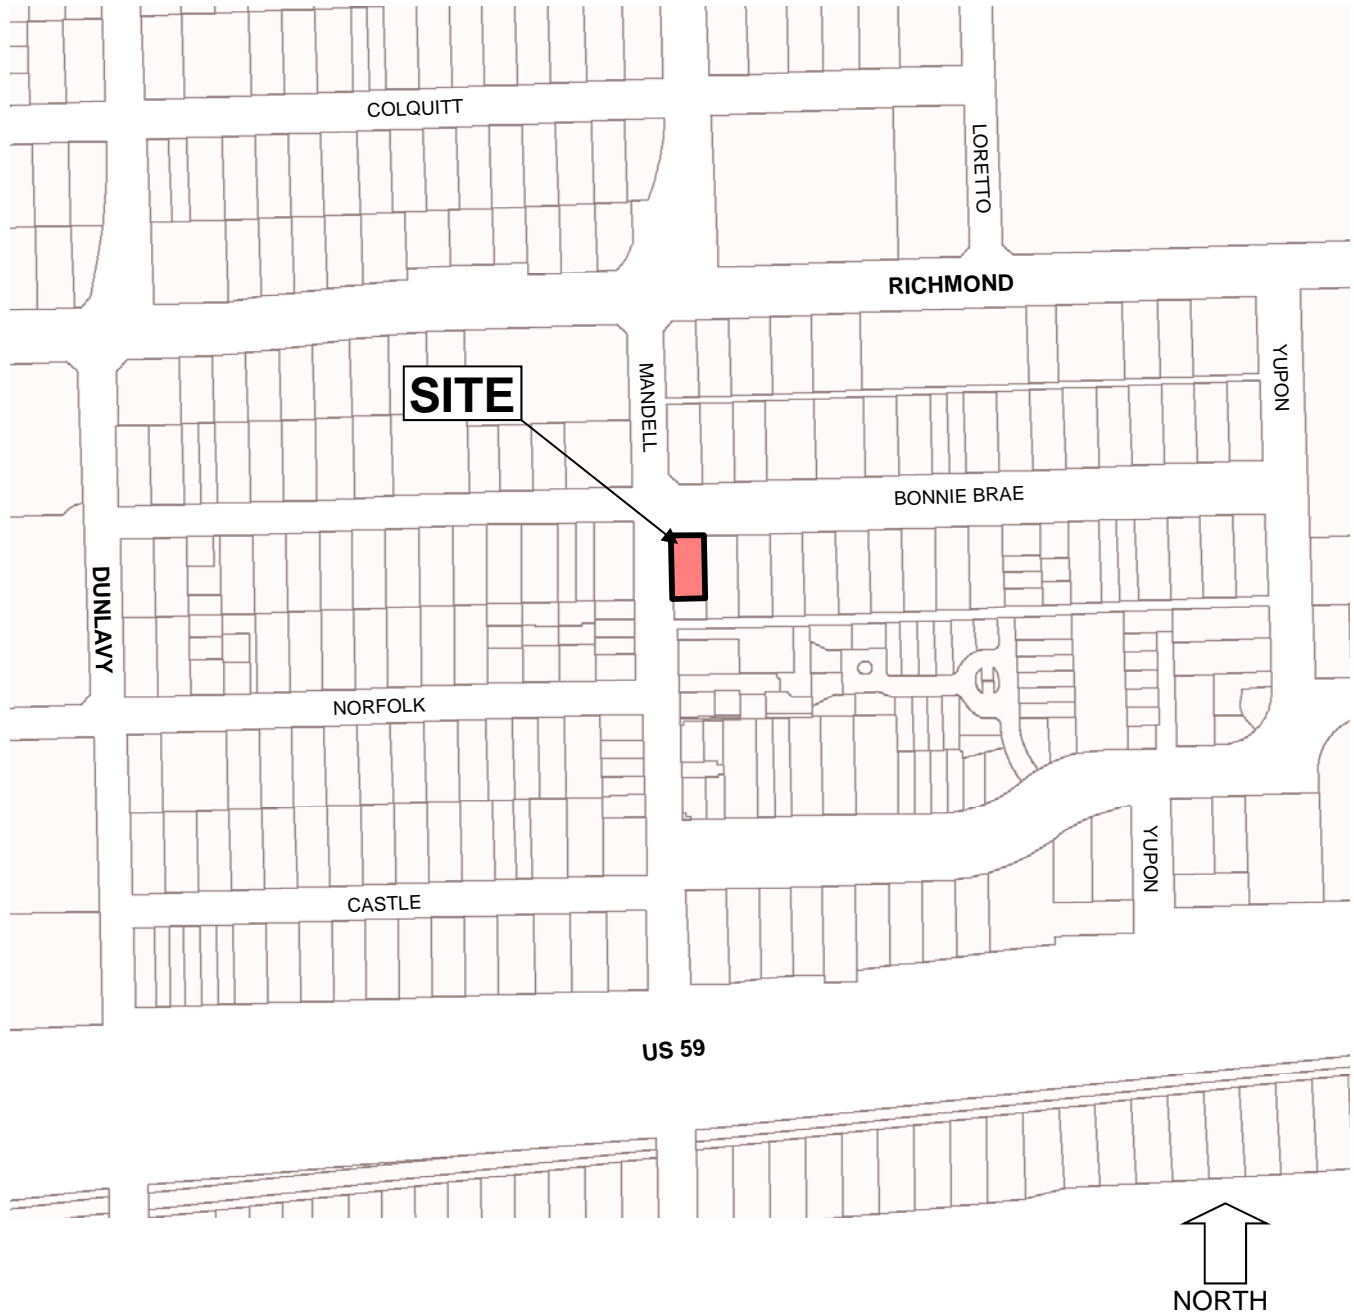 COLQUITT
LORETTO
RICHMOND
YUPON
MANDELL
SITE
BONNIE BRAE
DUNLAVY
NORFOLK
YUPON
CASTLE
US 59
NORTH